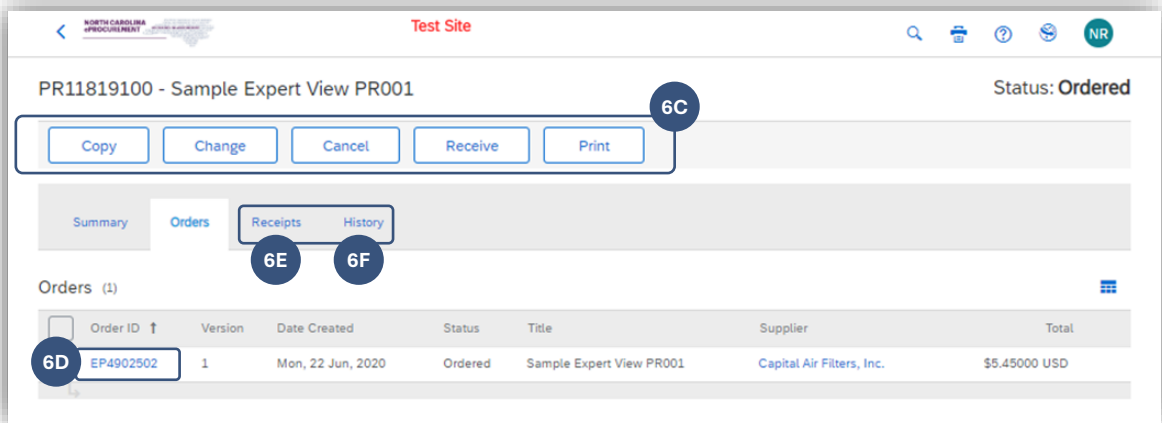 NORTH CAROLINA
ePROCUREMENT
Test Site
NR
PR11819100 - Sample Expert View PR001
Status: Ordered
6C
Copy Change Cancel Receive Print
Summary Orders Receipts History
6E 6F
Orders (1)
Order ID ↑ Version Date Created Status Title Supplier Total
6D EP4902502 1 Mon, 22 Jun, 2020 Ordered Sample Expert View PR001 Capital Air Filters, Inc. $5.45000 USD